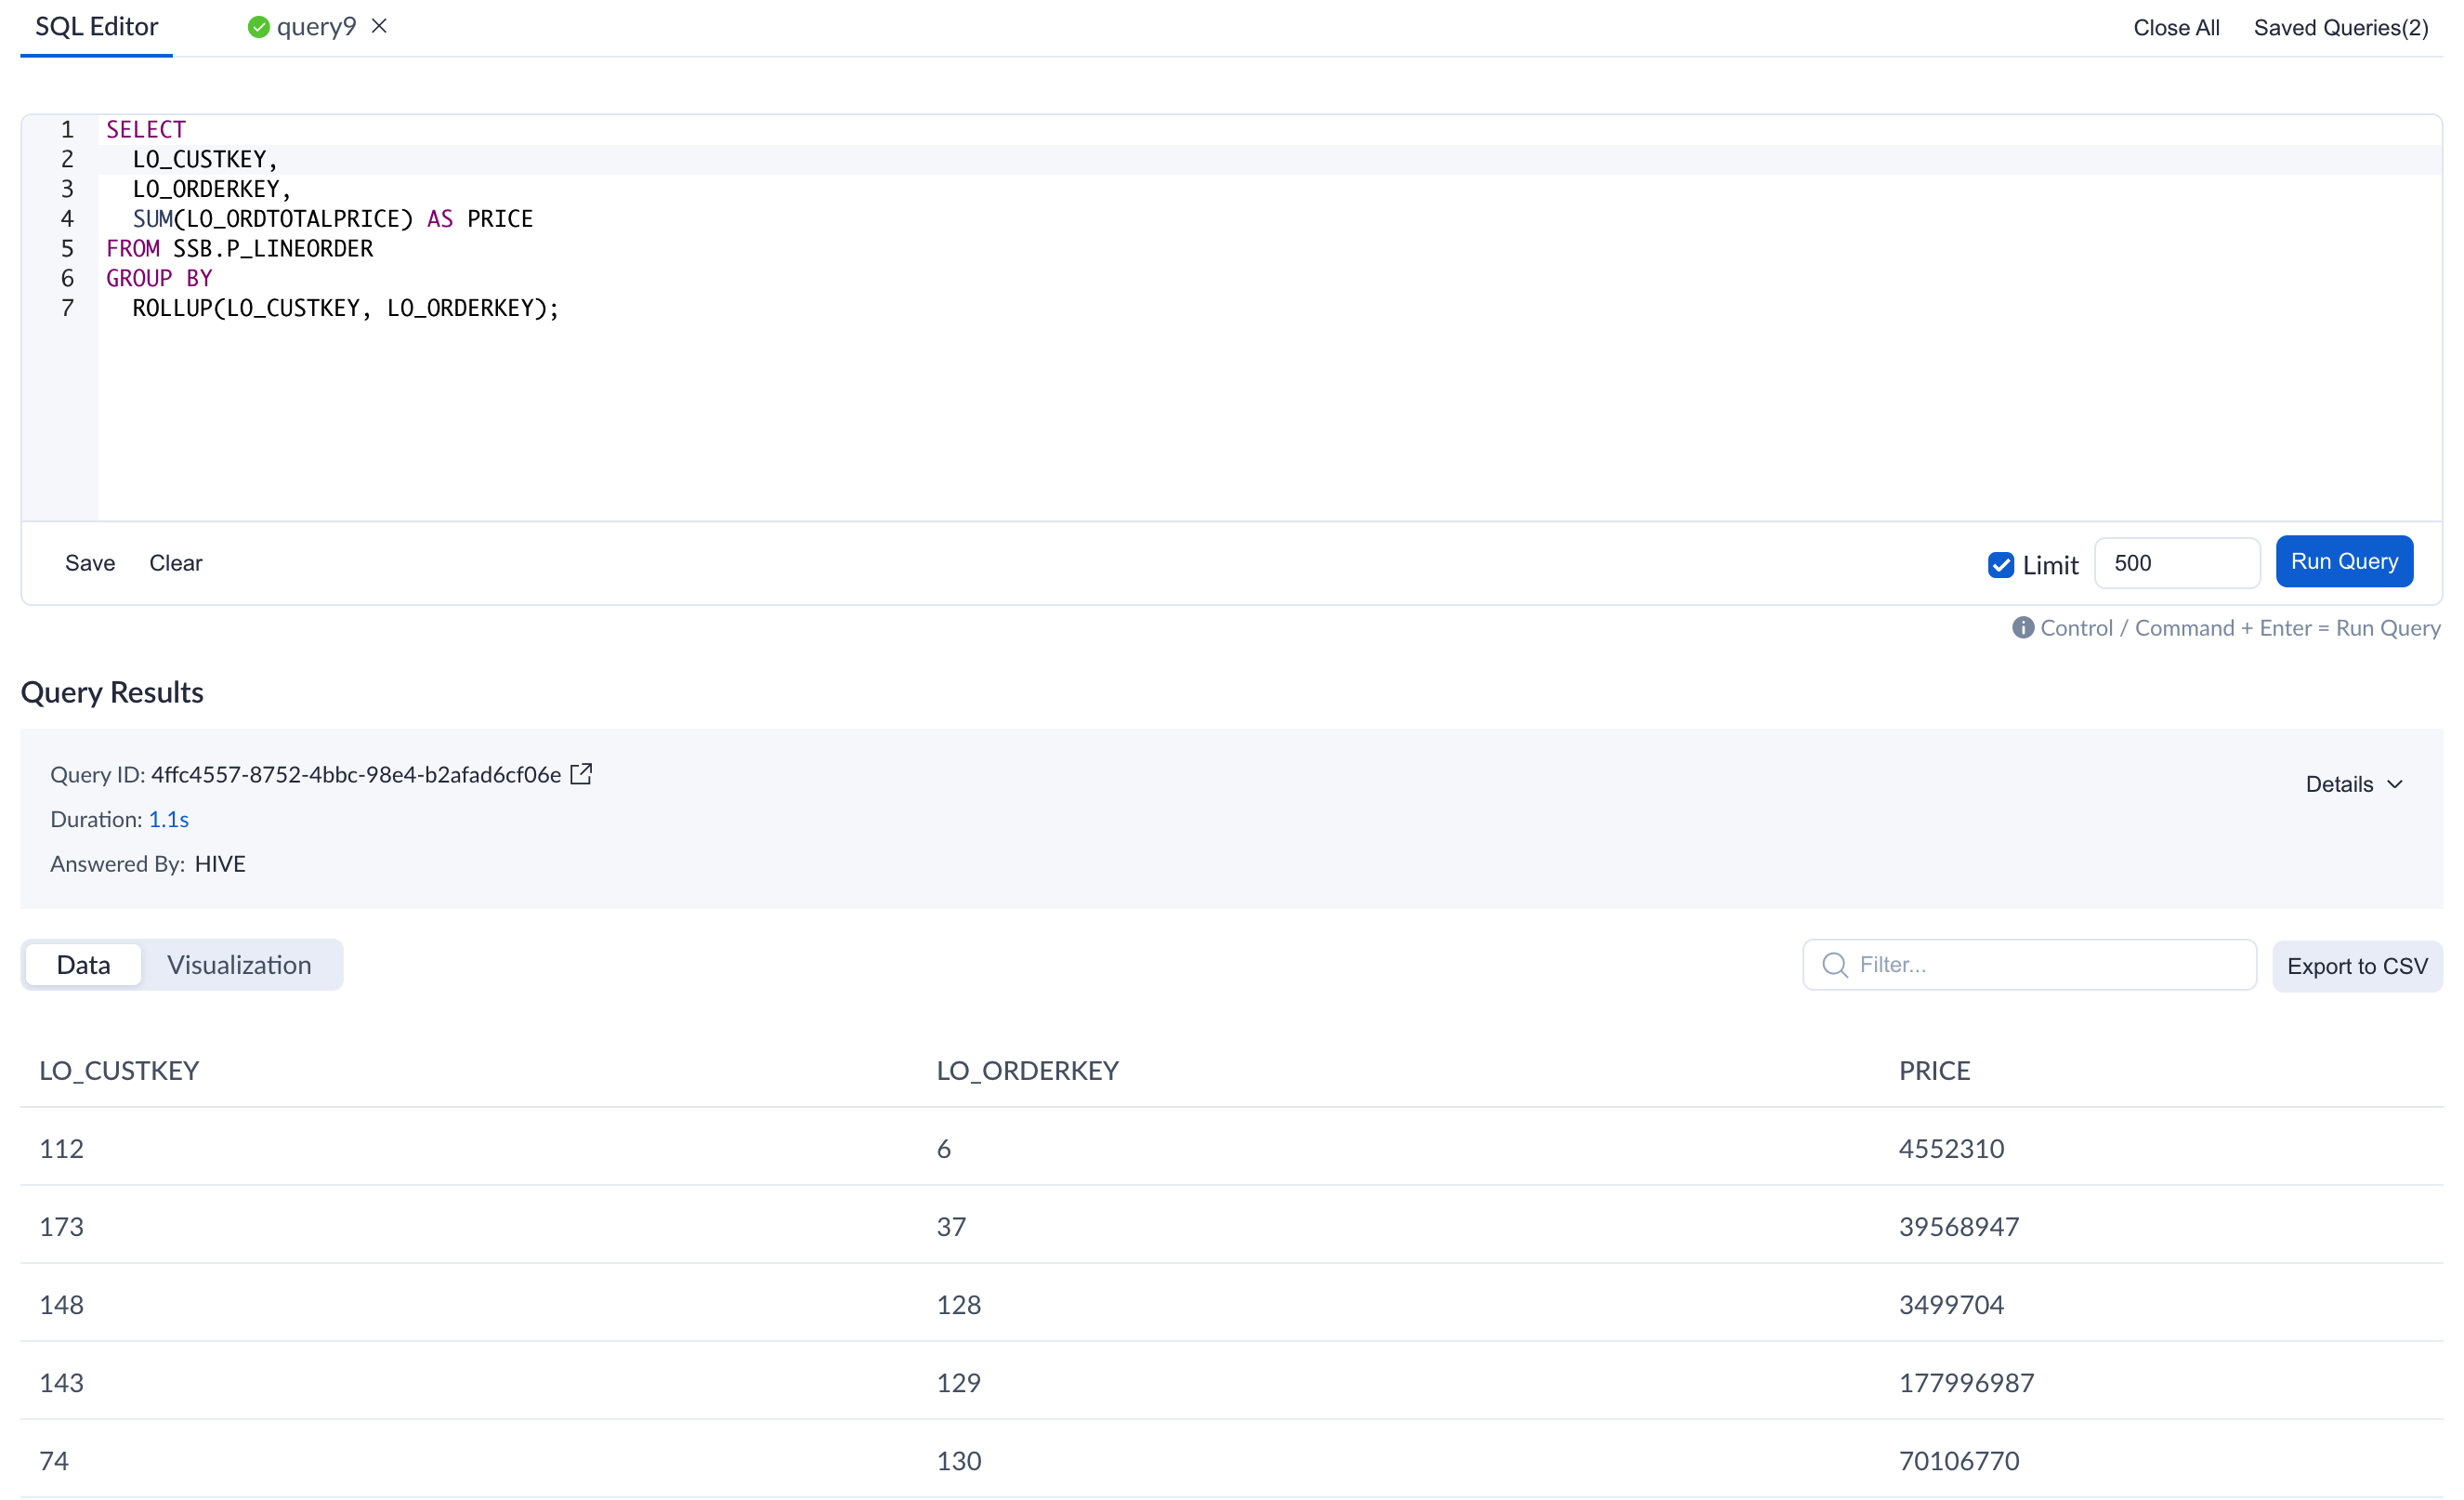 SQL Editor query9 Close All Saved Queries(2)
1 SELECT
2 LO_CUSTKEY,
3 LO_ORDERKEY,
4 SUM(LO_ORDTOTALPRICE) AS PRICE
5 FROM SSB.P_LINEORDER
6 GROUP BY
7 ROLLUP(LO_CUSTKEY, LO_ORDERKEY);
Save Clear Limit 500 Run Query
Control / Command + Enter = Run Query
Query Results
Query ID: 4ffc4557-8752-4bbc-98e4-b2afad6cf06e Details
Duration: 1.1s
Answered By: HIVE
Data Visualization Filter... Export to CSV
LO_CUSTKEY LO_ORDERKEY PRICE
112 6 4552310
173 37 39568947
148 128 3499704
143 129 177996987
74 130 70106770